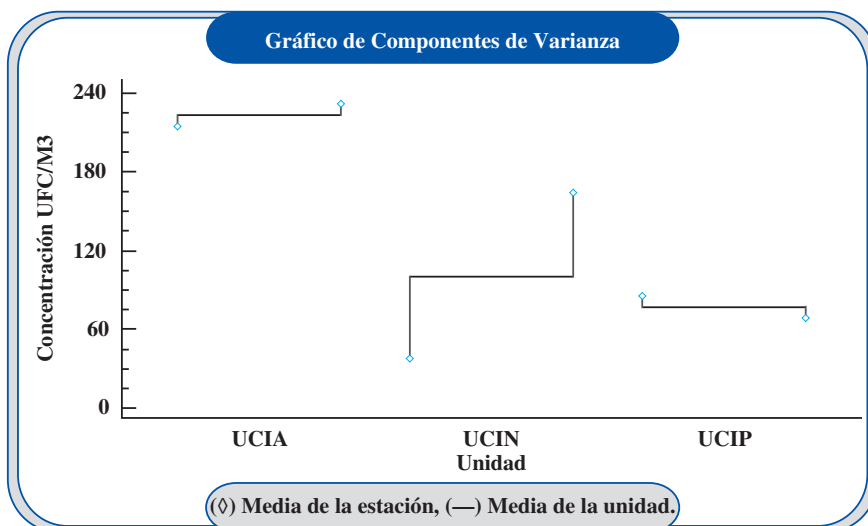 Gráfico de Componentes de Varianza
Concentración UFC/M3
240
180
120
60
0
UCIA
UCIN
UCIP
Unidad
(◊) Media de la estación, (—) Media de la unidad.